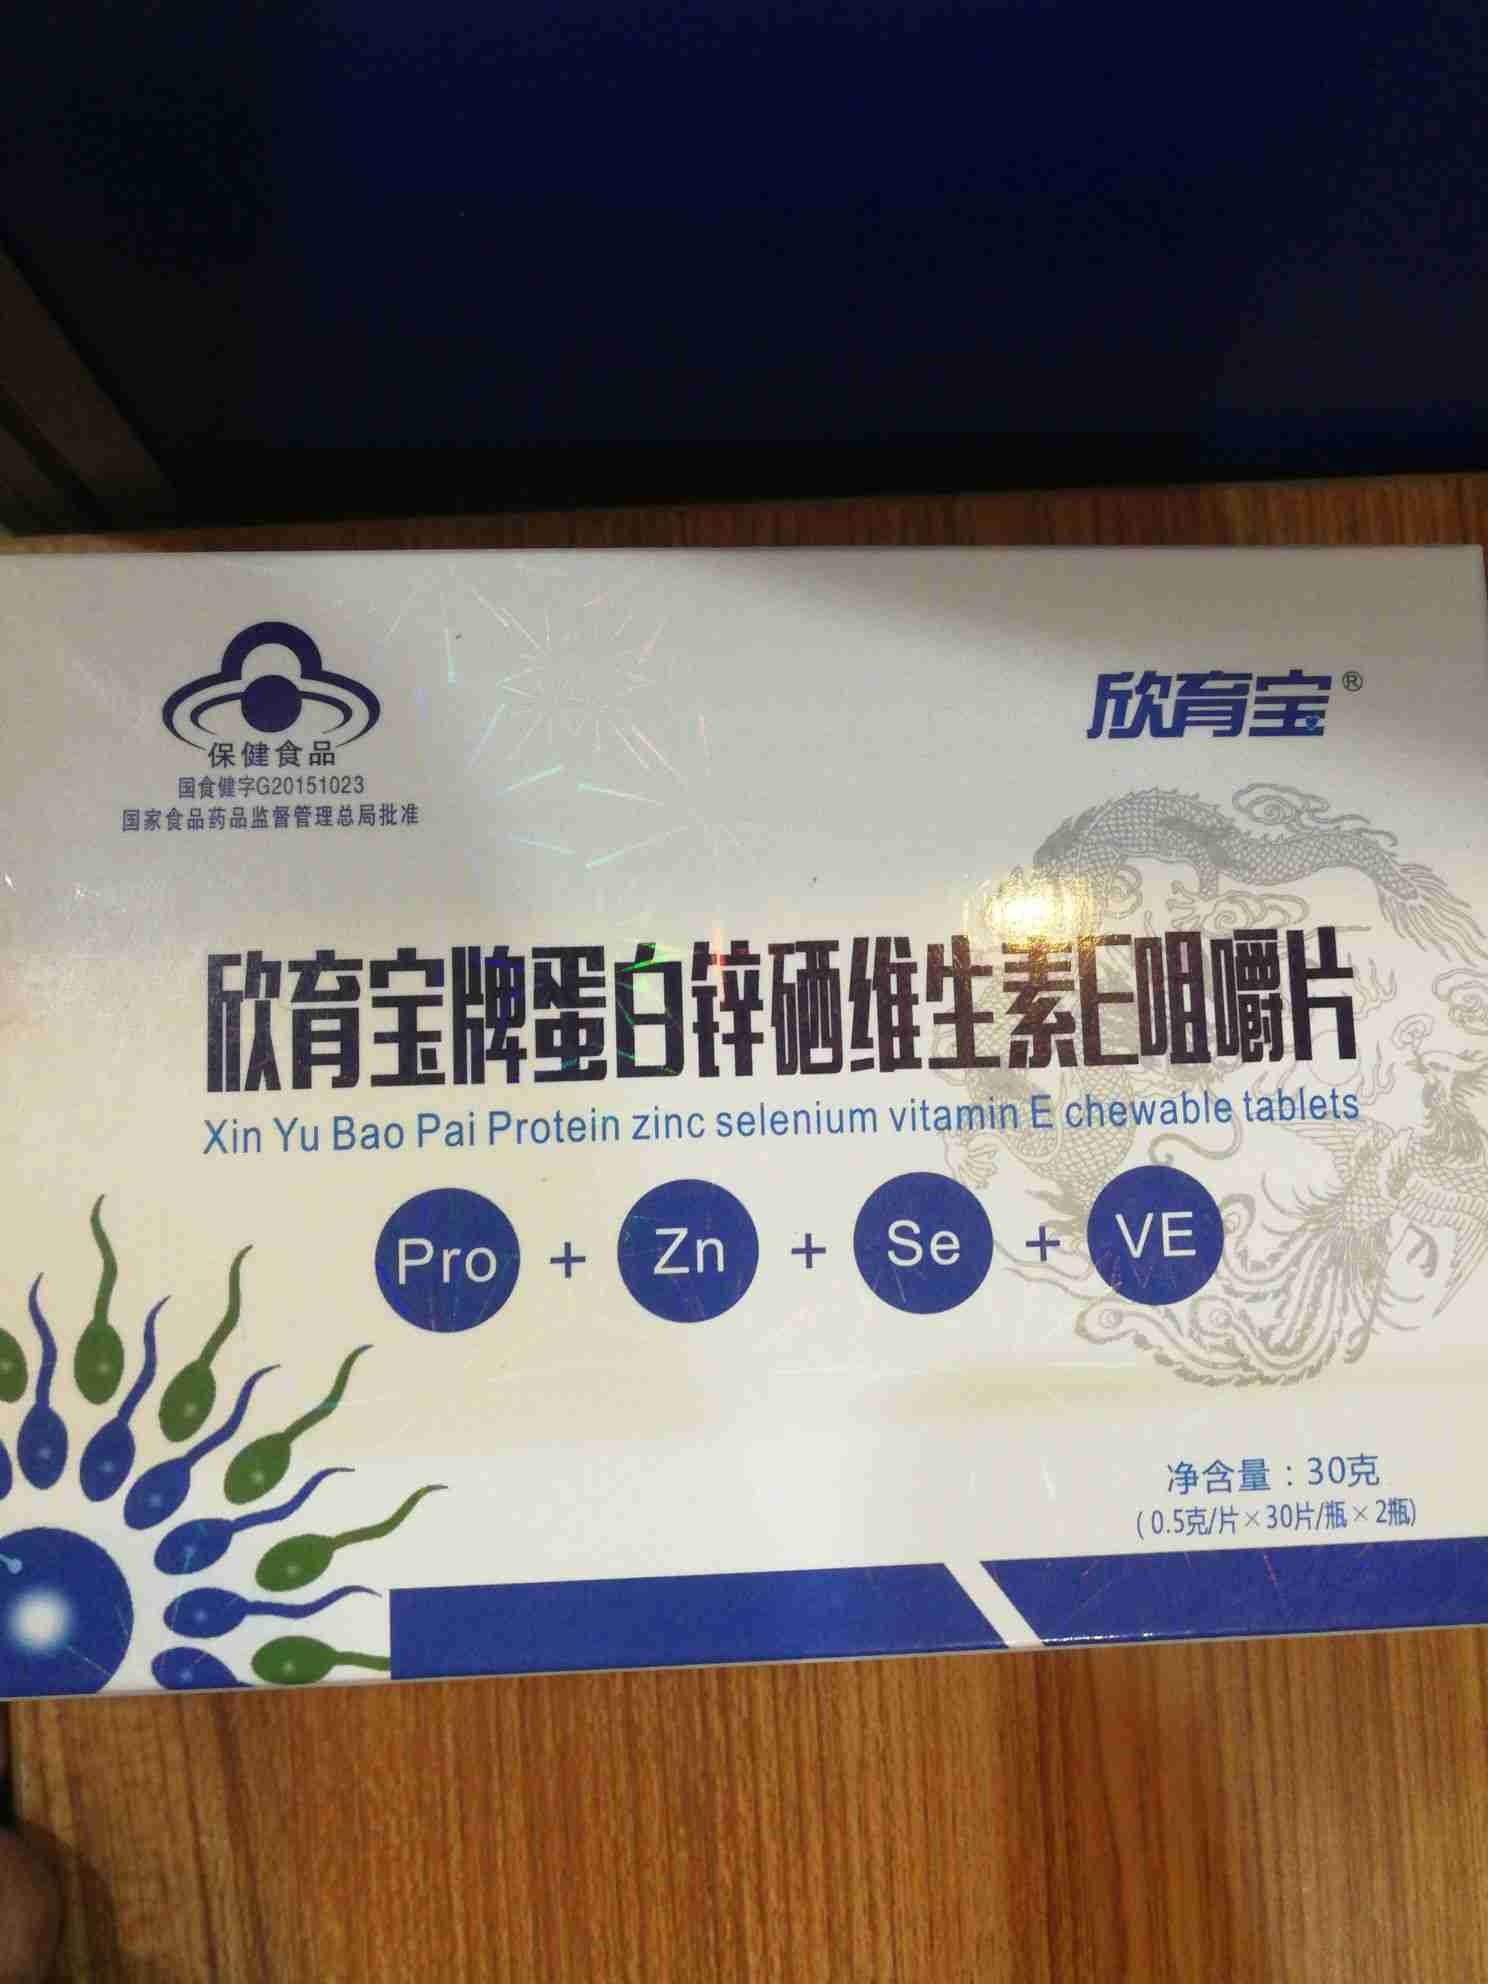 保健食品
国食健字G20151023
国家食品药品监督管理总局批准
欣育宝®
欣育宝牌蛋白锌硒维生素E咀嚼片
Xin Yu Bao Pai Protein zinc selenium vitamin E chewable tablets
Pro + Zn + Se + VE
净含量：30克
(0.5克/片×30片/瓶×2瓶)